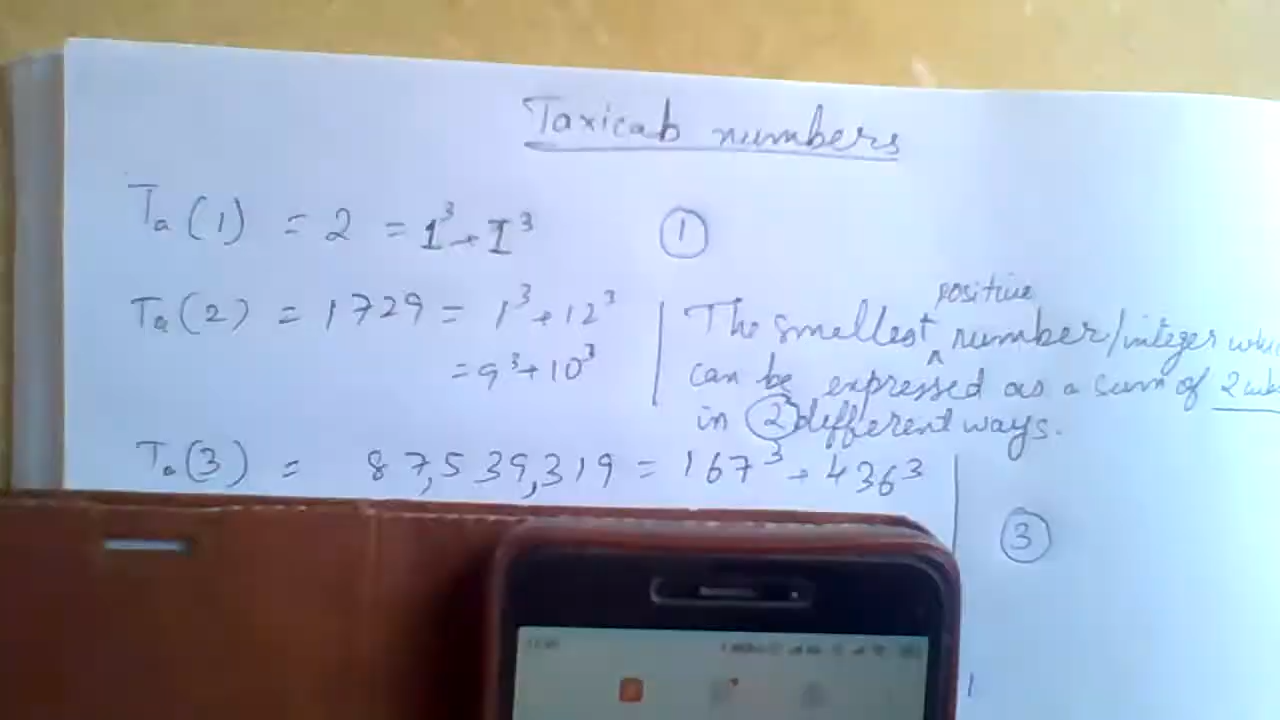 Taxicab numbers
Ta(1) = 2 = 1³+1³ ①
Ta(2) = 1729 = 1³+12³
= 9³+10³
positive
The smallest ^ number/integer
can be expressed as a sum of 2
in ② different ways.
Ta(3) = 87,539,319 = 167³+436³
③